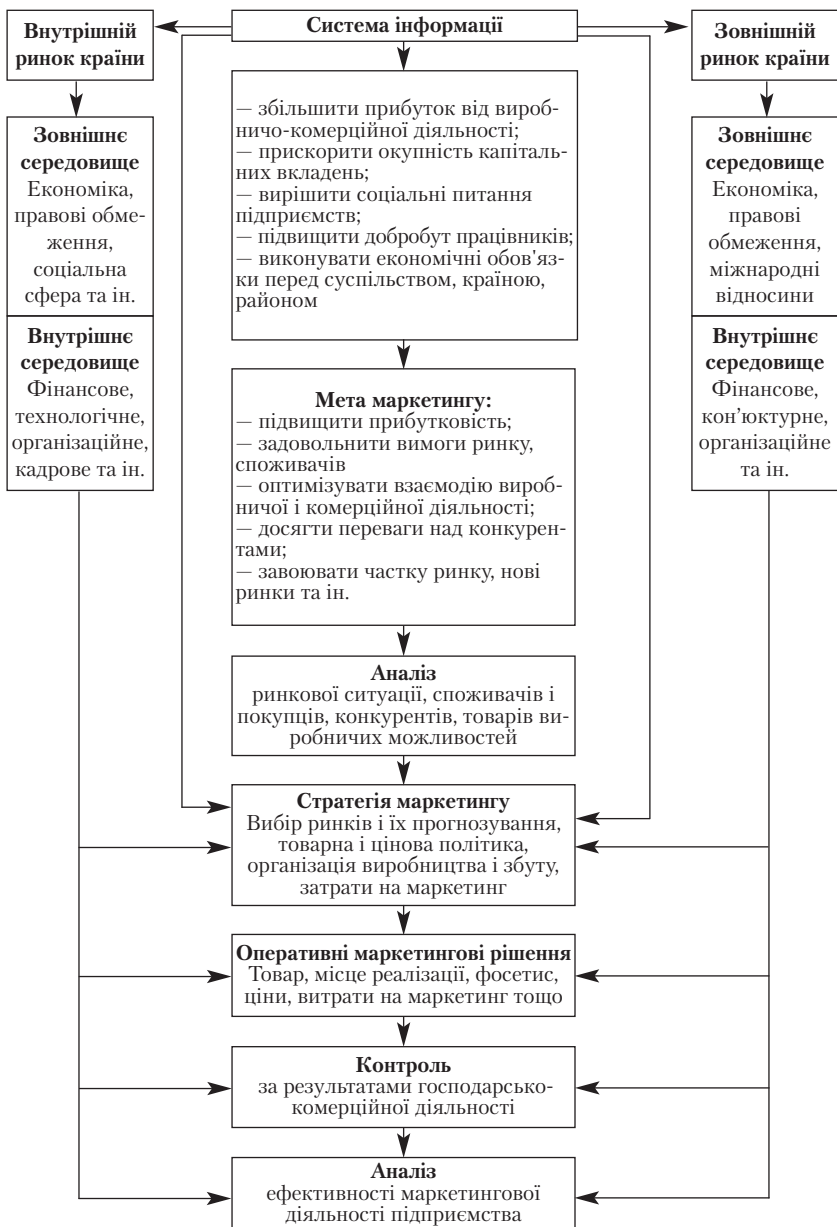 Внутрішній
ринок країни
Зовнішнє
середовище
Економіка,
правові обме-
ження,
соціальна
сфера та ін.
Внутрішнє
середовище
Фінансове,
технологічне,
організаційне,
кадрове та ін.
Система інформації
— збільшити прибуток від вироб-
ничо-комерційної діяльності;
— прискорити окупність капіталь-
них вкладень;
— вирішити соціальні питання
підприємств;
— підвищити добробут працівників;
— виконувати економічні обов'яз-
ки перед суспільством, країною,
районом
Мета маркетингу:
— підвищити прибутковість;
— задовольнити вимоги ринку,
споживачів
— оптимізувати взаємодію вироб-
ничої і комерційної діяльності;
— досягти переваги над конкурен-
тами;
— завоювати частку ринку, нові
ринки та ін.
Аналіз
ринкової ситуації, споживачів і
покупців, конкурентів, товарів ви-
робничих можливостей
Стратегія маркетингу
Вибір ринків і їх прогнозування,
товарна і цінова політика,
організація виробництва і збуту,
затрати на маркетинг
Оперативні маркетингові рішення
Товар, місце реалізації, фосетис,
ціни, витрати на маркетинг тощо
Контроль
за результатами господарсько-
комерційної діяльності
Аналіз
ефективності маркетингової
діяльності підприємства
Зовнішній
ринок країни
Зовнішнє
середовище
Економіка,
правові
обмеження,
міжнародні
відносини
Внутрішнє
середовище
Фінансове,
кон’юктурне,
організаційне
та ін.